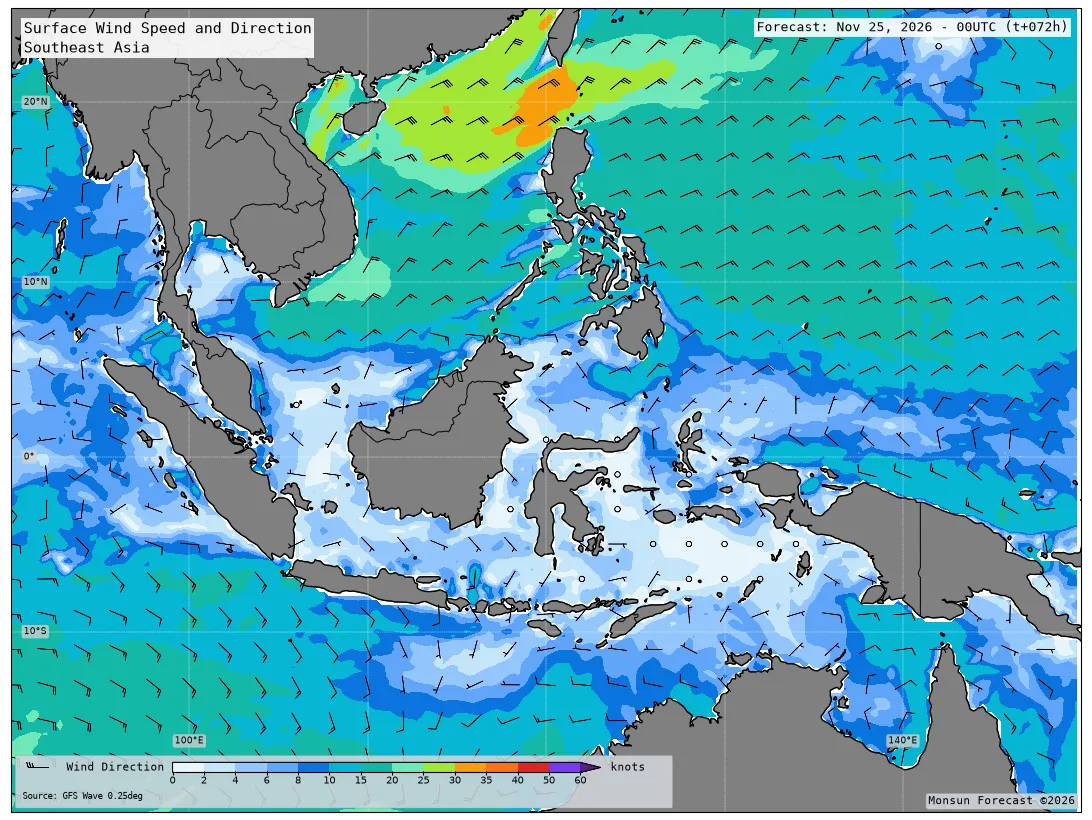 Surface Wind Speed and Direction
Southeast Asia
Forecast: Nov 25, 2026 - 00UTC (t+072h)
20°N
10°N
0°
10°S
100°E
140°E
Wind Direction
0 2 4 6 8 10 15 20 25 30 35 40 50 60
knots
Source: GFS Wave 0.25deg
Monsun Forecast ©2026